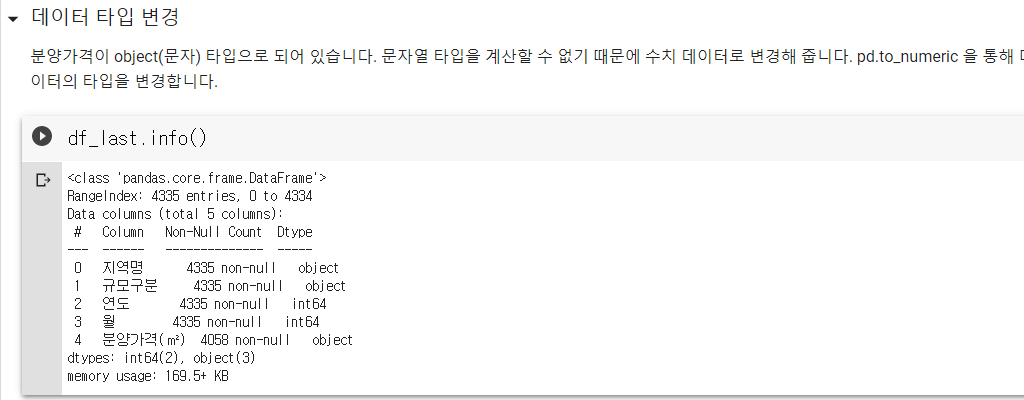 데이터 타입 변경
분양가격이 object(문자) 타입으로 되어 있습니다. 문자열 타입을 계산할 수 없기 때문에 수치 데이터로 변경해 줍니다. pd.to_numeric 을 통해
이터의 타입을 변경합니다.
df_last.info()
<class 'pandas.core.frame.DataFrame'>
RangeIndex: 4335 entries, 0 to 4334
Data columns (total 5 columns):
# Column Non-Null Count Dtype
--- ------ -------------- -----
0 지역명 4335 non-null object
1 규모구분 4335 non-null object
2 연도 4335 non-null int64
3 월 4335 non-null int64
4 분양가격(㎡) 4058 non-null object
dtypes: int64(2), object(3)
memory usage: 169.5+ KB